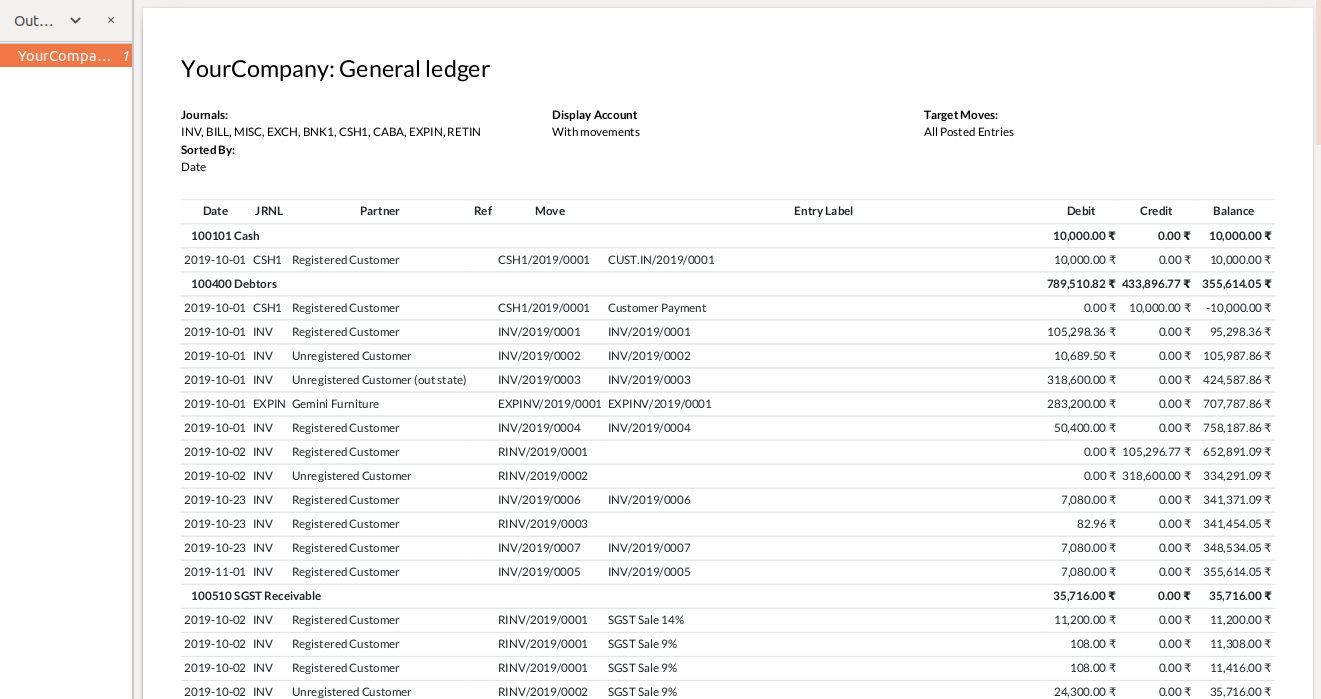 Out... ×
YourCompa... 1
YourCompany: General ledger
Journals: Display Account Target Moves:
INV, BILL, MISC, EXCH, BNK1, CSH1, CABA, EXPIN, RETIN With movements All Posted Entries
Sorted By:
Date
Date JRNL Partner Ref Move Entry Label Debit Credit Balance
100101 Cash 10,000.00 ₹ 0.00 ₹ 10,000.00 ₹
2019-10-01 CSH1 Registered Customer CSH1/2019/0001 CUST.IN/2019/0001 10,000.00 ₹ 0.00 ₹ 10,000.00 ₹
100400 Debtors 789,510.82 ₹ 433,896.77 ₹ 355,614.05 ₹
2019-10-01 CSH1 Registered Customer CSH1/2019/0001 Customer Payment 0.00 ₹ 10,000.00 ₹ -10,000.00 ₹
2019-10-01 INV Registered Customer INV/2019/0001 INV/2019/0001 105,298.36 ₹ 0.00 ₹ 95,298.36 ₹
2019-10-01 INV Unregistered Customer INV/2019/0002 INV/2019/0002 10,689.50 ₹ 0.00 ₹ 105,987.86 ₹
2019-10-01 INV Unregistered Customer (out state) INV/2019/0003 INV/2019/0003 318,600.00 ₹ 0.00 ₹ 424,587.86 ₹
2019-10-01 EXPIN Gemini Furniture EXPINV/2019/0001 EXPINV/2019/0001 283,200.00 ₹ 0.00 ₹ 707,787.86 ₹
2019-10-01 INV Registered Customer INV/2019/0004 INV/2019/0004 50,400.00 ₹ 0.00 ₹ 758,187.86 ₹
2019-10-02 INV Registered Customer RINV/2019/0001 0.00 ₹ 105,296.77 ₹ 652,891.09 ₹
2019-10-02 INV Unregistered Customer RINV/2019/0002 0.00 ₹ 318,600.00 ₹ 334,291.09 ₹
2019-10-23 INV Registered Customer INV/2019/0006 INV/2019/0006 7,080.00 ₹ 0.00 ₹ 341,371.09 ₹
2019-10-23 INV Registered Customer RINV/2019/0003 82.96 ₹ 0.00 ₹ 341,454.05 ₹
2019-10-23 INV Registered Customer INV/2019/0007 INV/2019/0007 7,080.00 ₹ 0.00 ₹ 348,534.05 ₹
2019-11-01 INV Registered Customer INV/2019/0005 INV/2019/0005 7,080.00 ₹ 0.00 ₹ 355,614.05 ₹
100510 SGST Receivable 35,716.00 ₹ 0.00 ₹ 35,716.00 ₹
2019-10-02 INV Registered Customer RINV/2019/0001 SGST Sale 14% 11,200.00 ₹ 0.00 ₹ 11,200.00 ₹
2019-10-02 INV Registered Customer RINV/2019/0001 SGST Sale 9% 108.00 ₹ 0.00 ₹ 11,308.00 ₹
2019-10-02 INV Registered Customer RINV/2019/0001 SGST Sale 9% 108.00 ₹ 0.00 ₹ 11,416.00 ₹
2019-10-02 INV Unregistered Customer RINV/2019/0002 SGST Sale 9% 24,300.00 ₹ 0.00 ₹ 35,716.00 ₹